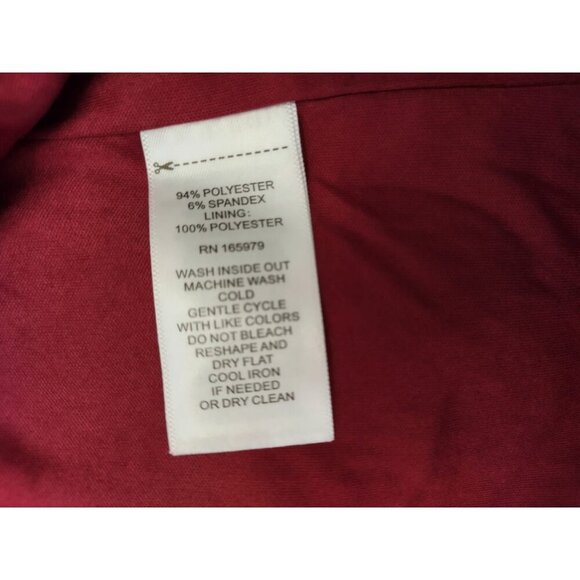 94% POLYESTER
6% SPANDEX
LINING:
100% POLYESTER
RN 165979
WASH INSIDE OUT
MACHINE WASH
COLD
GENTLE CYCLE
WITH LIKE COLORS
DO NOT BLEACH
RESHAPE AND
DRY FLAT
COOL IRON
IF NEEDED
OR DRY CLEAN